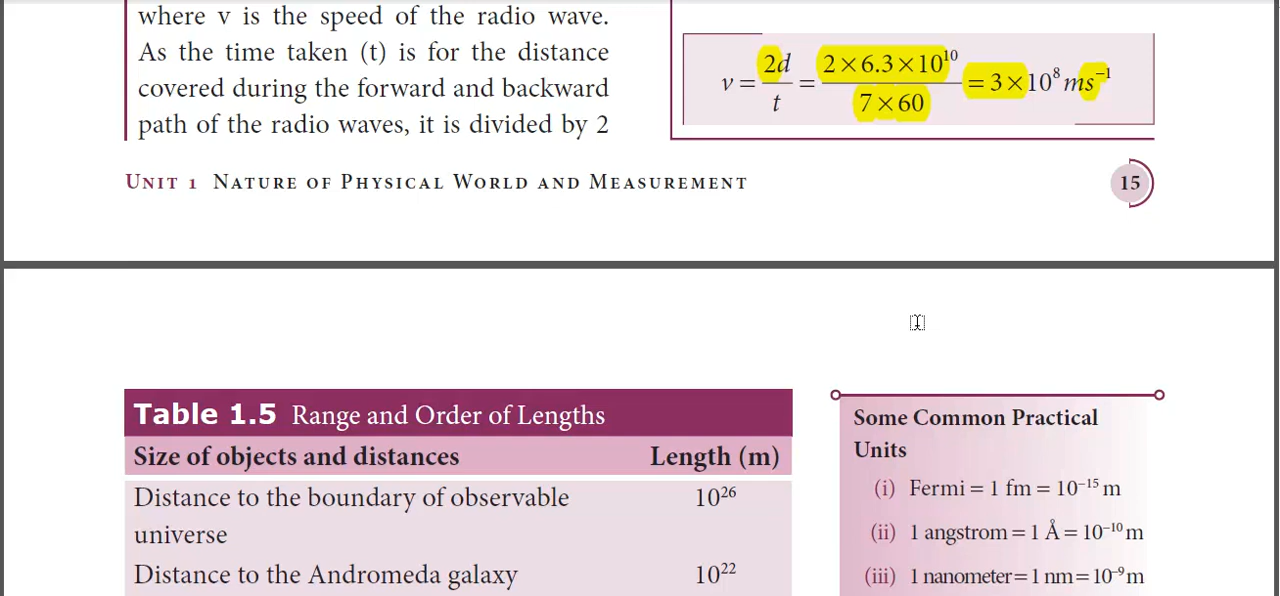 where v is the speed of the radio wave.
As the time taken (t) is for the distance
covered during the forward and backward
path of the radio waves, it is divided by 2
v = 2d/t = 2×6.3×10¹⁰/7×60 = 3×10⁸ ms⁻¹
UNIT 1 NATURE OF PHYSICAL WORLD AND MEASUREMENT
15
Table 1.5 Range and Order of Lengths
Size of objects and distances Length (m)
Distance to the boundary of observable 10²⁶
universe
Distance to the Andromeda galaxy 10²²
Some Common Practical
Units
(i) Fermi = 1 fm = 10⁻¹⁵ m
(ii) 1 angstrom = 1 Å = 10⁻¹⁰ m
(iii) 1 nanometer = 1 nm = 10⁻⁹ m